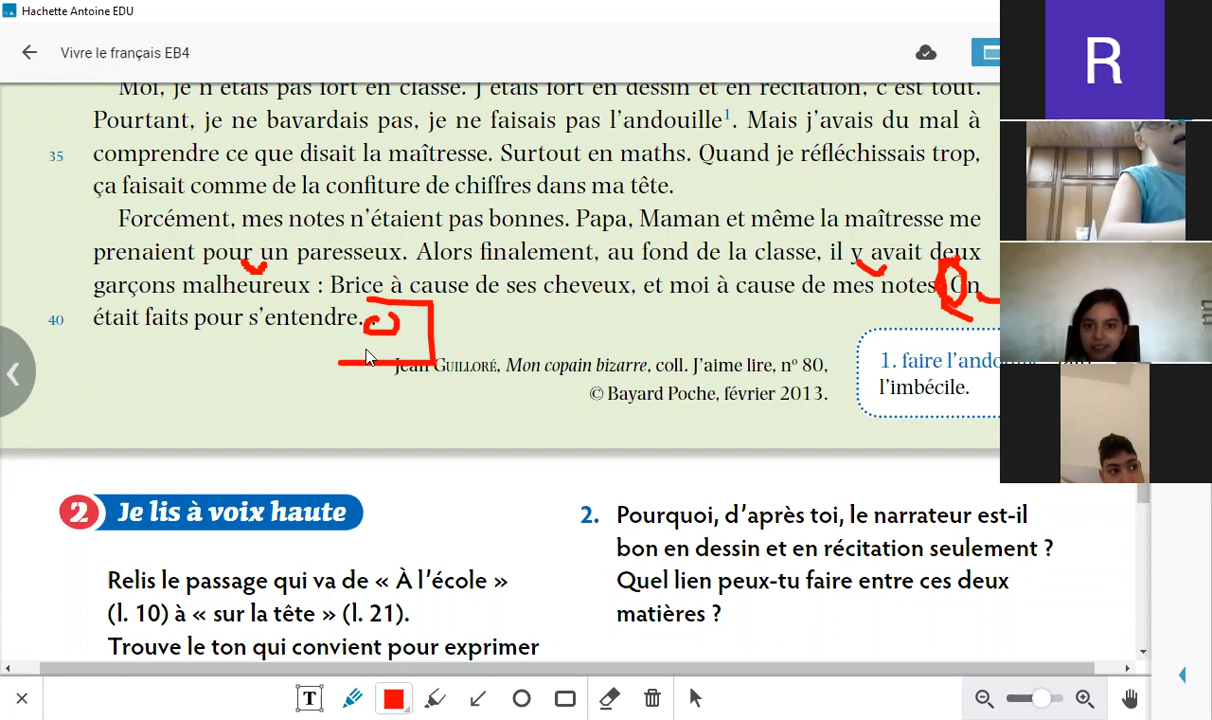 Hachette Antoine EDU
Vivre le français EB4
Moi, je n'étais pas fort en classe. J'étais fort en dessin et en récitation, c'est tout.
Pourtant, je ne bavardais pas, je ne faisais pas l'andouille1. Mais j'avais du mal à
35 comprendre ce que disait la maîtresse. Surtout en maths. Quand je réfléchissais trop,
ça faisait comme de la confiture de chiffres dans ma tête.
Forcément, mes notes n'étaient pas bonnes. Papa, Maman et même la maîtresse me
prenaient pour un paresseux. Alors finalement, au fond de la classe, il y avait deux
garçons malheureux : Brice à cause de ses cheveux, et moi à cause de mes notes. On
40 était faits pour s'entendre...
Jean Guilloré, Mon copain bizarre, coll. J'aime lire, nº 80,
© Bayard Poche, février 2013.
1. faire l'ando
l'imbécile.
2 Je lis à voix haute
Relis le passage qui va de « À l'école »
(l. 10) à « sur la tête » (l. 21).
Trouve le ton qui convient pour exprimer
2. Pourquoi, d'après toi, le narrateur est-il
bon en dessin et en récitation seulement ?
Quel lien peux-tu faire entre ces deux
matières ?
R
T